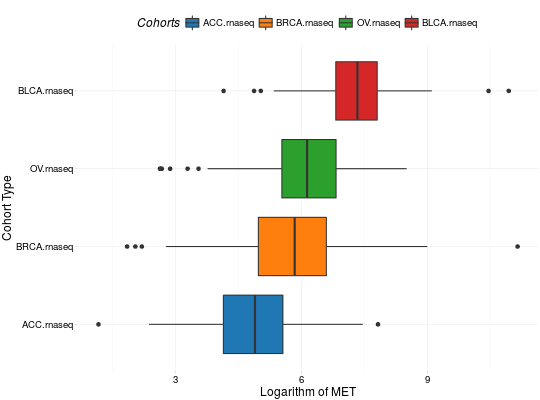 Cohorts ACC.rnaseq BRCA.rnaseq OV.rnaseq BLCA.rnaseq
BLCA.rnaseq
OV.rnaseq
BRCA.rnaseq
ACC.rnaseq
Cohort Type
3 6 9
Logarithm of MET